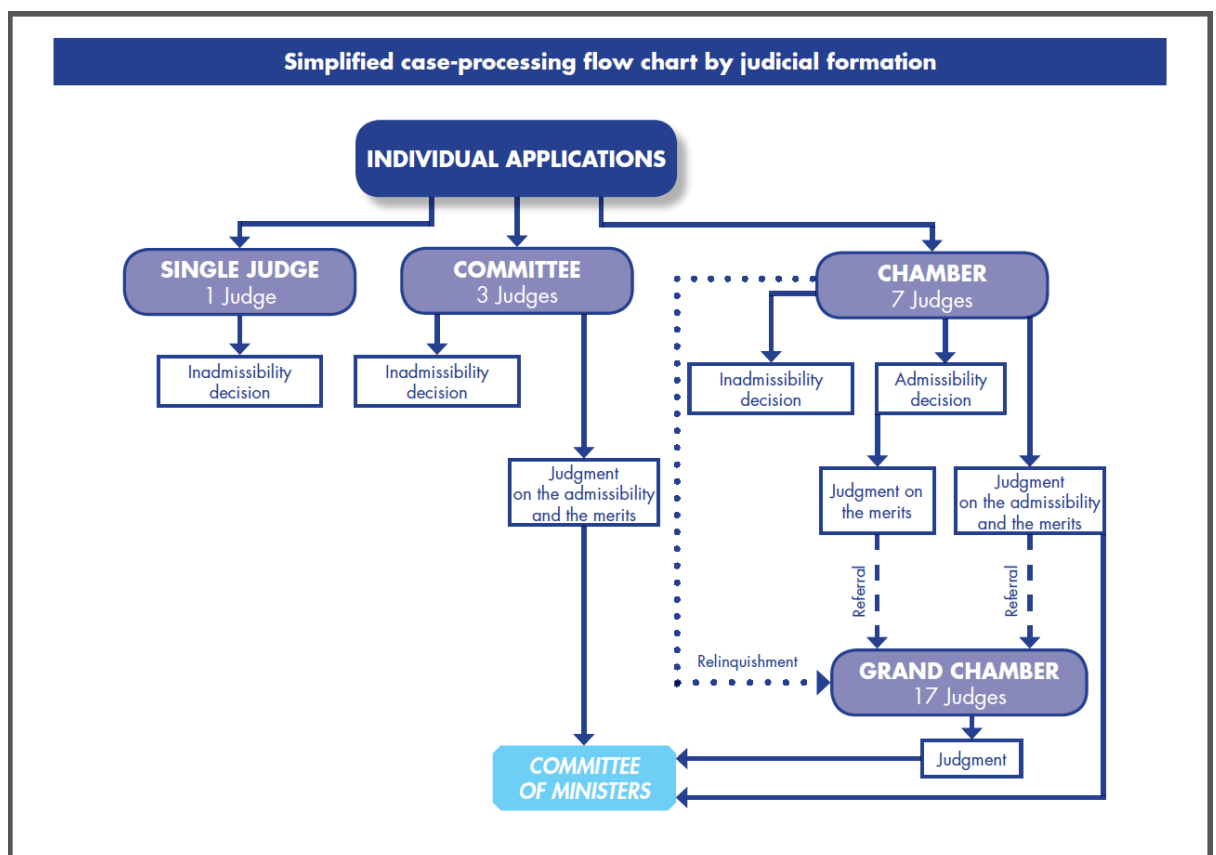 Simplified case-processing flow chart by judicial formation
INDIVIDUAL APPLICATIONS
SINGLE JUDGE
1 Judge
COMMITTEE
3 Judges
CHAMBER
7 Judges
Inadmissibility
decision
Inadmissibility
decision
Inadmissibility
decision
Admissibility
decision
Judgment
on the admissibility
and the merits
Judgment on
the merits
Judgment
on the admissibility
and the merits
Referral
Referral
Relinquishment
GRAND CHAMBER
17 Judges
Judgment
COMMITTEE
OF MINISTERS